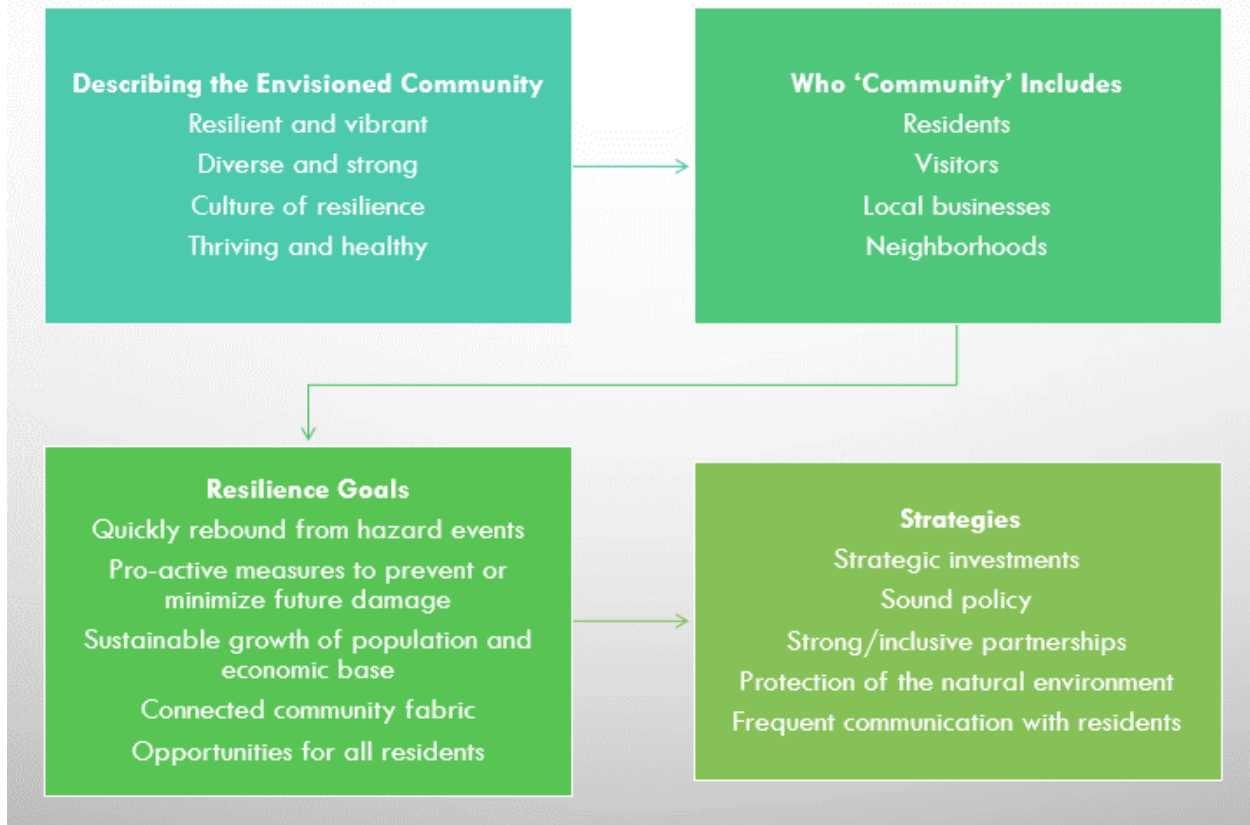 Describing the Envisioned Community
Resilient and vibrant
Diverse and strong
Culture of resilience
Thriving and healthy
Who ‘Community’ Includes
Residents
Visitors
Local businesses
Neighborhoods
Resilience Goals
Quickly rebound from hazard events
Pro-active measures to prevent or
minimize future damage
Sustainable growth of population and
economic base
Connected community fabric
Opportunities for all residents
Strategies
Strategic investments
Sound policy
Strong/inclusive partnerships
Protection of the natural environment
Frequent communication with residents